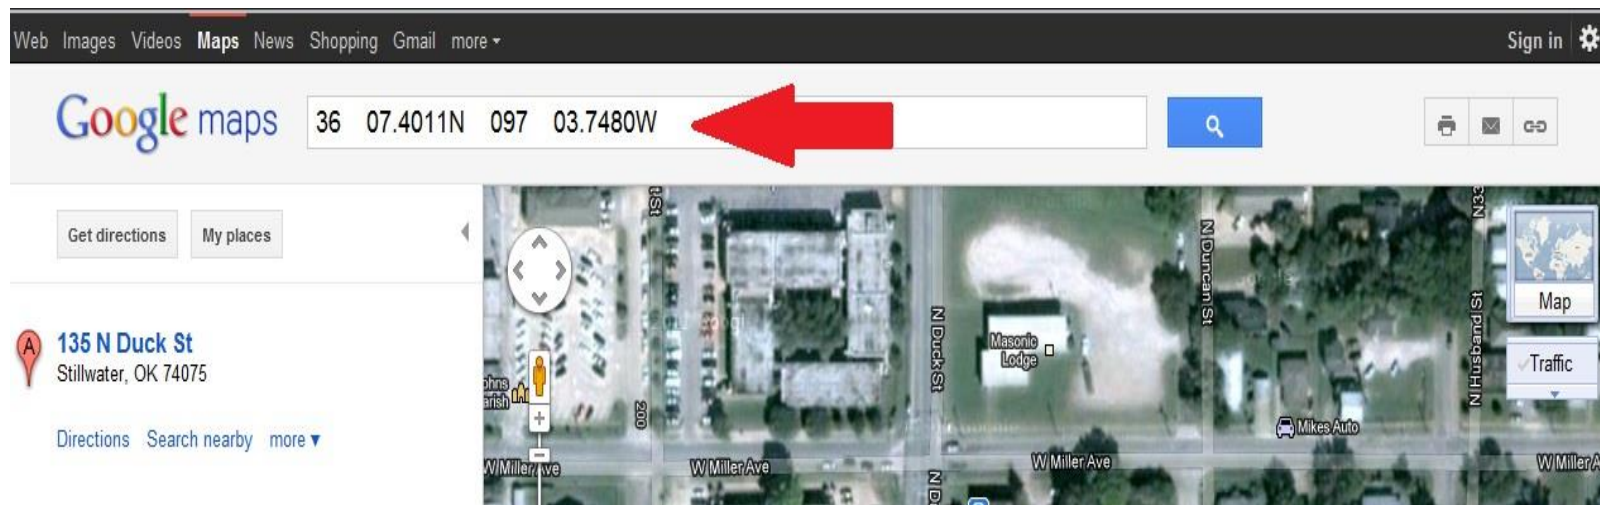 Web Images Videos Maps News Shopping Gmail more Sign in
Google maps
36 07.4011N 097 03.7480W
Get directions My places
135 N Duck St
Stillwater, OK 74075
A
Directions Search nearby more
t St
N Duck St
N Duncan St
N Husband St
Map
Traffic
Masonic
Lodge
200
Mikes Auto
W Miller Ave
W Miller Ave
W Miller Ave
W Miller A
N D